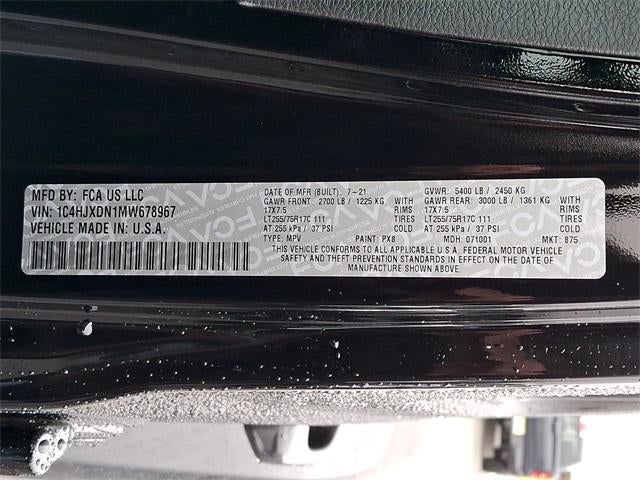 MFD BY: FCA US LLC
VIN: 1C4HJXDN1MW678967
VEHICLE MADE IN: U.S.A.
DATE OF MFR (BUILT): 7-21 GVWR: 5400 LB / 2450 KG
GAWR FRONT: 2700 LB / 1225 KG GAWR REAR: 3000 LB / 1361 KG
17X7.5 RIMS 17X7.5 RIMS
LT255/75R17C 111 TIRES LT255/75R17C 111 TIRES
AT 255 kPa / 37 PSI COLD AT 255 kPa / 37 PSI COLD
TYPE: MPV PAINT: PX8 MDH: 071001 MKT: 875
THIS VEHICLE CONFORMS TO ALL APPLICABLE U.S.A. FEDERAL MOTOR VEHICLE
SAFETY AND THEFT PREVENTION STANDARDS IN EFFECT ON THE DATE OF
MANUFACTURE SHOWN ABOVE